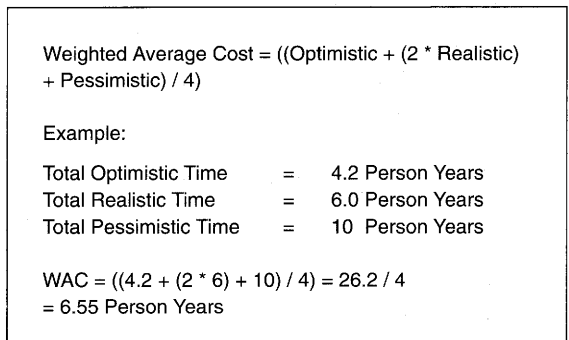 Weighted Average Cost = ((Optimistic + (2 * Realistic)
+ Pessimistic) / 4)
Example:
Total Optimistic Time = 4.2 Person Years
Total Realistic Time = 6.0 Person Years
Total Pessimistic Time = 10 Person Years
WAC = ((4.2 + (2 * 6) + 10) / 4) = 26.2 / 4
= 6.55 Person Years